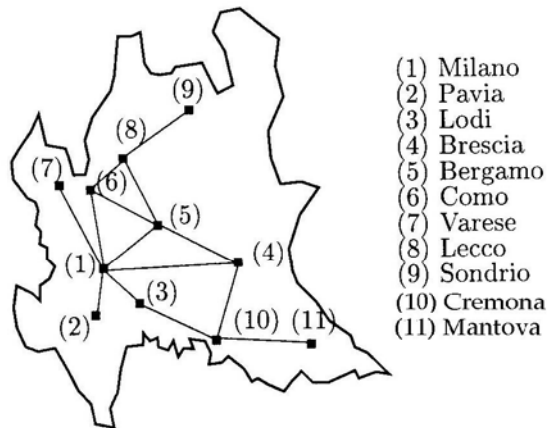 (9)
(8)
(7)
(6)
(5)
(1)
(4)
(3)
(2)
(10)
(11)
(1) Milano
(2) Pavia
(3) Lodi
(4) Brescia
(5) Bergamo
(6) Como
(7) Varese
(8) Lecco
(9) Sondrio
(10) Cremona
(11) Mantova